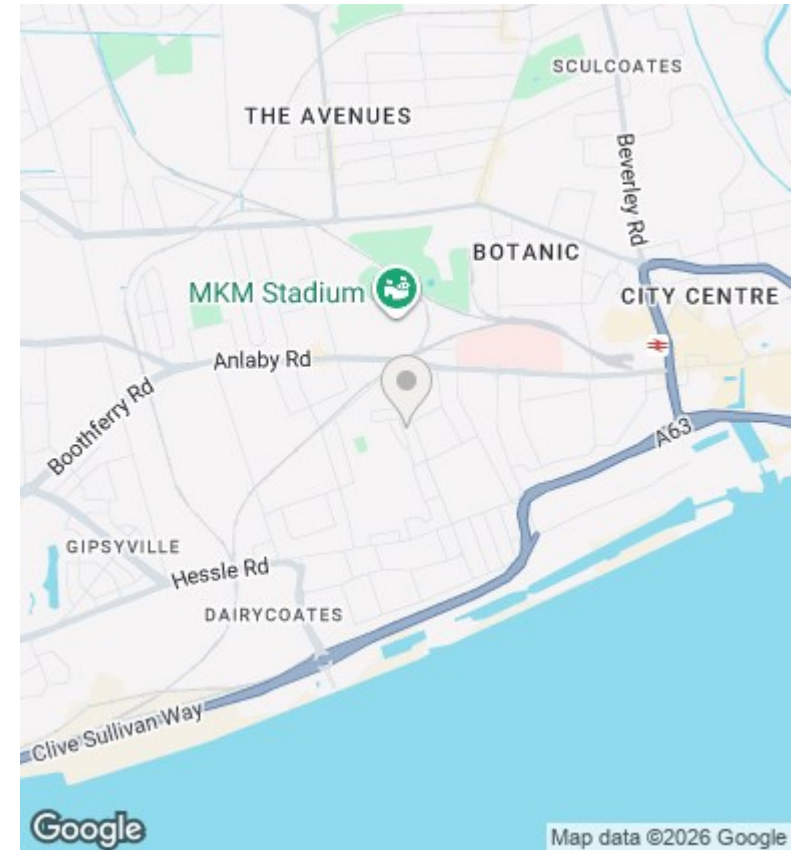 SCULCOATES
THE AVENUES
Beverley Rd
BOTANIC
MKM Stadium
CITY CENTRE
Anlaby Rd
Boothferry Rd
A63
GIPSYVILLE
Hessle Rd
DAIRYCOATES
Clive Sullivan Way
Google
Map data ©2026 Google